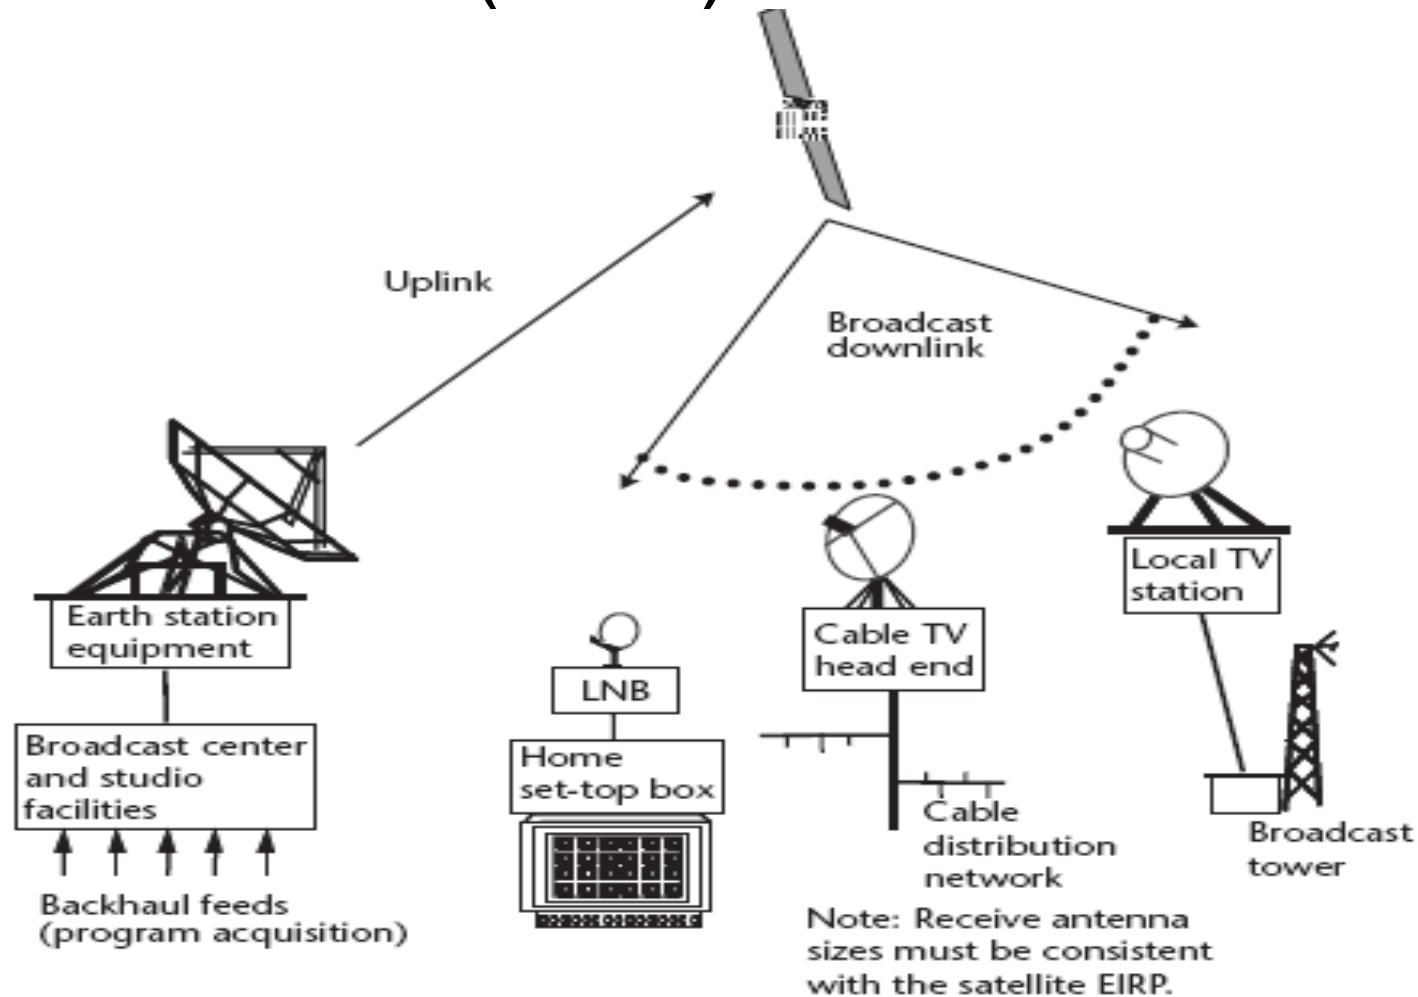 Uplink
Broadcast
downlink
Local TV
station
Earth station
equipment
Cable TV
head end
LNB
Broadcast center
and studio
facilities
Home
set-top box
Cable
distribution
network
Broadcast
tower
Backhaul feeds
(program acquisition)
Note: Receive antenna
sizes must be consistent
with the satellite EIRP.